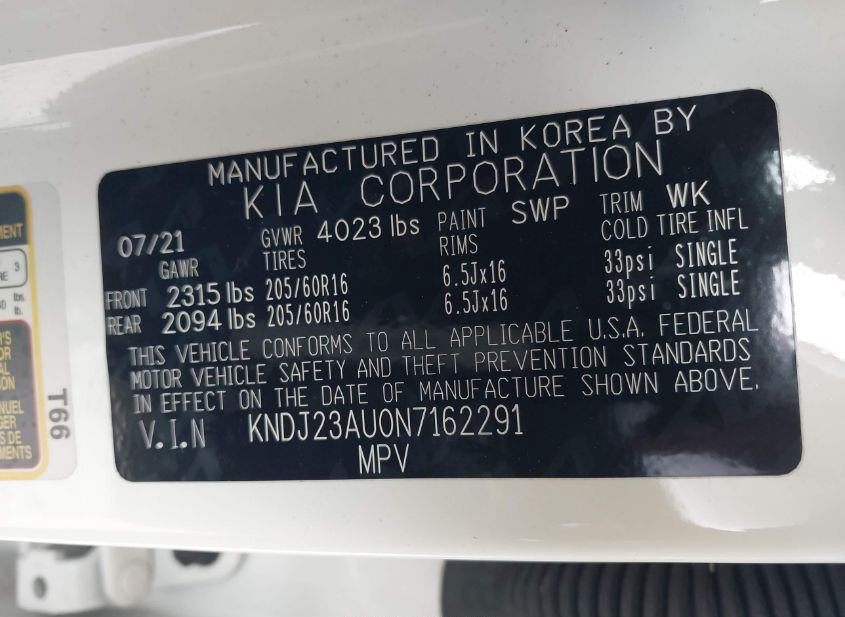 MANUFACTURED IN KOREA BY
KIA CORPORATION
07/21 GVWR 4023 lbs PAINT SWP TRIM WK
GAWR TIRES RIMS COLD TIRE INFL
FRONT 2315 lbs 205/60R16 6.5Jx16 33psi SINGLE
REAR 2094 lbs 205/60R16 6.5Jx16 33psi SINGLE
THIS VEHICLE CONFORMS TO ALL APPLICABLE U.S.A. FEDERAL
MOTOR VEHICLE SAFETY AND THEFT PREVENTION STANDARDS
IN EFFECT ON THE DATE OF MANUFACTURE SHOWN ABOVE.
V.I.N KNDJ23AU0N7162291
MPV
T66
3
lbs.
lb.